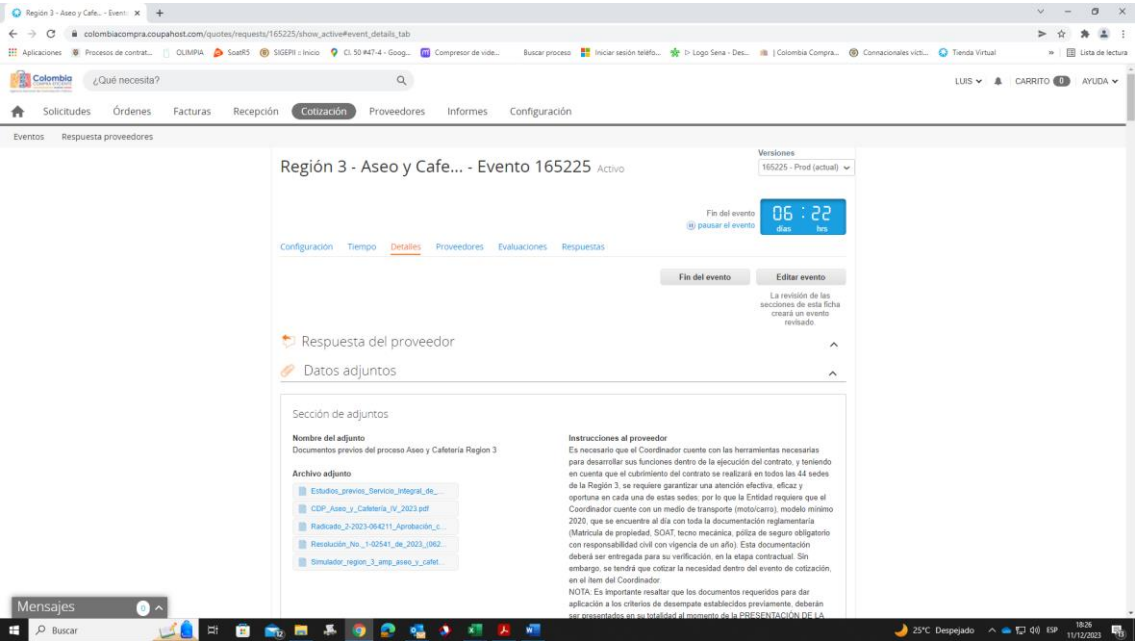 Región 3 - Aseo y Cafe... - Evento
colombiacompra.coupahost.com/quotes/requests/165225/show_active#event_details_tab
Aplicaciones Procesos de contrat... OLIMPIA SoatR5 SIGEPII :: Inicio Cl. 50 #47-4 - Goog... Compresor de vide... Buscar proceso Iniciar sesión teléfo... ▷ Logo Sena - Des... | Colombia Compra... Connacionales victi... Tienda Virtual » Lista de lectura
Colombia ¿Qué necesita? LUIS CARRITO 0 AYUDA
COMPRA EFICIENTE
Solicitudes Órdenes Facturas Recepción Cotización Proveedores Informes Configuración
Eventos Respuesta proveedores
Versiones
Región 3 - Aseo y Cafe... - Evento 165225 Activo 165225 - Prod (actual)
Fin del evento 06 : 22
pausar el evento días hrs
Configuración Tiempo Detalles Proveedores Evaluaciones Respuestas
Fin del evento Editar evento
La revisión de las
secciones de esta ficha
creará un evento
revisado
Respuesta del proveedor
Datos adjuntos
Sección de adjuntos
Nombre del adjunto
Documentos previos del proceso Aseo y Cafetería Region 3
Archivo adjunto
Estudios_previos_Servicio_Integral_de_...
CDP_Aseo_y_Cafetería_IV_2023.pdf
Radicado_2-2023-064211_Aprobación_c...
Resolución_No._1-02541_de_2023_(062...
Simulador_region_3_amp_aseo_y_cafet...
Instrucciones al proveedor
Es necesario que el Coordinador cuente con las herramientas necesarias
para desarrollar sus funciones dentro de la ejecución del contrato, y teniendo
en cuenta que el cubrimiento del contrato se realizará en todos las 44 sedes
de la Región 3, se requiere garantizar una atención efectiva, eficaz y
oportuna en cada una de estas sedes; por lo que la Entidad requiere que el
Coordinador cuente con un medio de transporte (moto/carro), modelo mínimo
2020, que se encuentre al día con toda la documentación reglamentaria
(Matricula de propiedad, SOAT, tecno mecánica, póliza de seguro obligatorio
con responsabilidad civil con vigencia de un año). Esta documentación
deberá ser entregada para su verificación, en la etapa contractual. Sin
embargo, se tendrá que cotizar la necesidad dentro del evento de cotización,
en el ítem del Coordinador.
NOTA: Es importante resaltar que los documentos requeridos para dar
aplicación a los criterios de desempate establecidos previamente, deberán
ser presentados en su totalidad al momento de la PRESENTACIÓN DE LA
Mensajes 0
Buscar 25°C Despejado ESP 18:26
11/12/2023